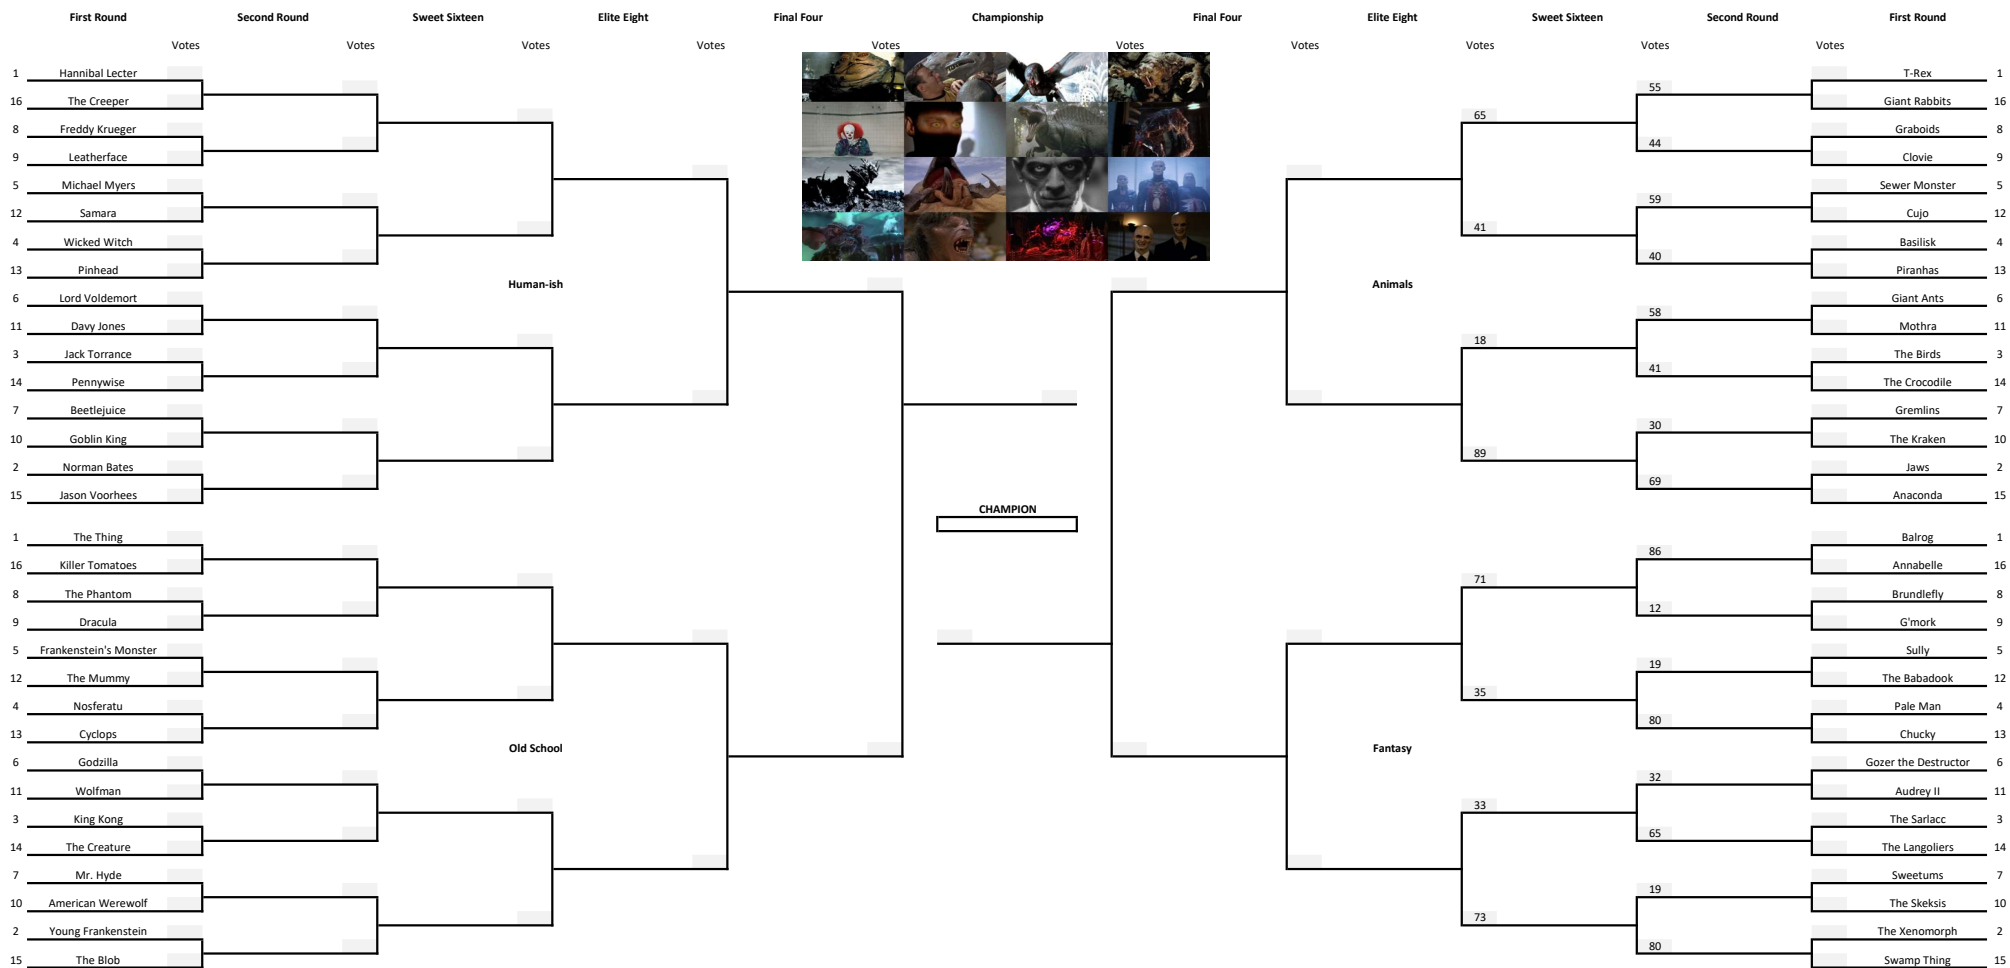 First Round Second Round Sweet Sixteen Elite Eight Final Four Championship Final Four Elite Eight Sweet Sixteen Second Round First Round
Votes Votes Votes Votes Votes Votes Votes Votes Votes Votes
1 Hannibal Lecter T-Rex 1
55
16 The Creeper Giant Rabbits 16
65
8 Freddy Krueger Graboids 8
44
9 Leatherface Clovie 9
5 Michael Myers Sewer Monster 5
59
12 Samara Cujo 12
41
4 Wicked Witch Basilisk 4
40
13 Pinhead Piranhas 13
Human-ish Animals
6 Lord Voldemort Giant Ants 6
58
11 Davy Jones Mothra 11
18
3 Jack Torrance The Birds 3
41
14 Pennywise The Crocodile 14
7 Beetlejuice Gremlins 7
30
10 Goblin King The Kraken 10
89
2 Norman Bates Jaws 2
69
15 Jason Voorhees Anaconda 15
CHAMPION
1 The Thing Balrog 1
86
16 Killer Tomatoes Annabelle 16
71
8 The Phantom Brundlefly 8
12
9 Dracula G'mork 9
5 Frankenstein's Monster Sully 5
19
12 The Mummy The Babadook 12
35
4 Nosferatu Pale Man 4
80
13 Cyclops Chucky 13
Old School Fantasy
6 Godzilla Gozer the Destructor 6
32
11 Wolfman Audrey II 11
33
3 King Kong The Sarlacc 3
65
14 The Creature The Langoliers 14
7 Mr. Hyde Sweetums 7
19
10 American Werewolf The Skeksis 10
73
2 Young Frankenstein The Xenomorph 2
80
15 The Blob Swamp Thing 15